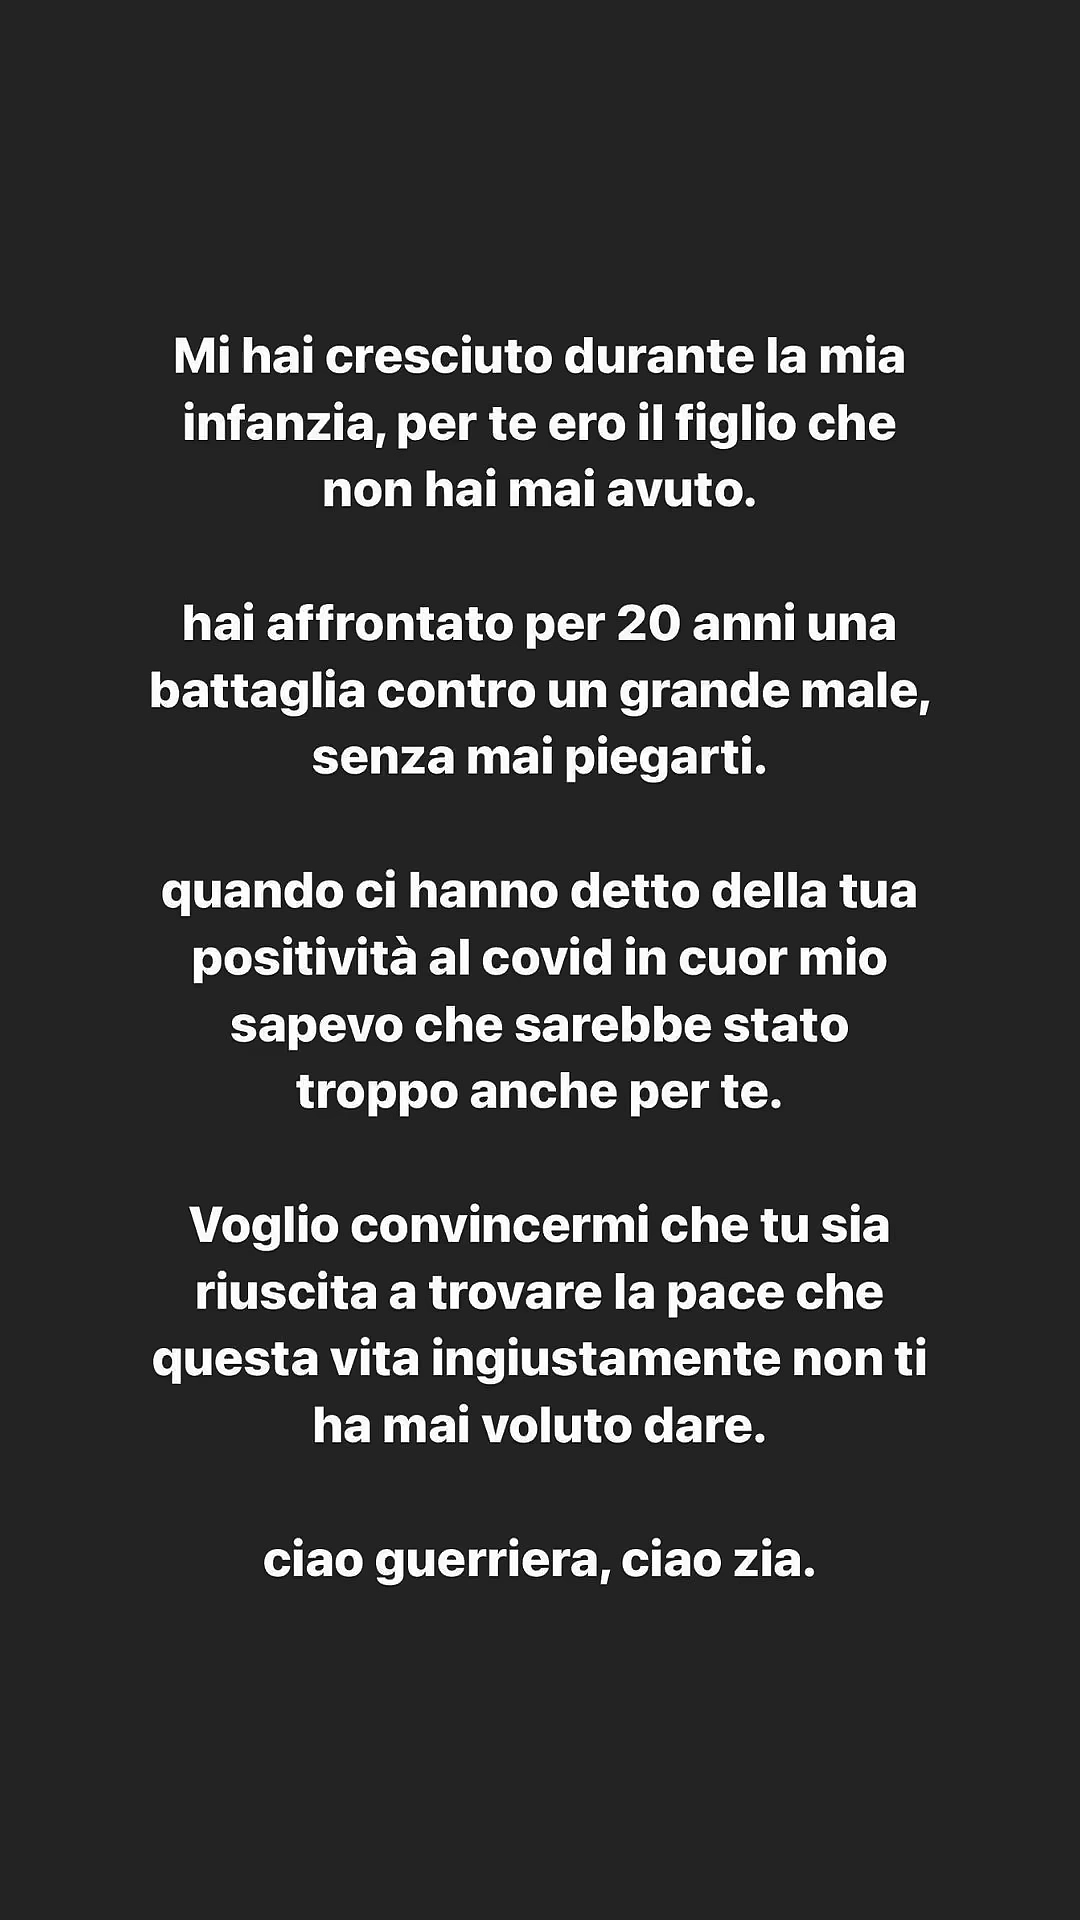 Mi hai cresciuto durante la mia
infanzia, per te ero il figlio che
non hai mai avuto.
hai affrontato per 20 anni una
battaglia contro un grande male,
senza mai piegarti.
quando ci hanno detto della tua
positività al covid in cuor mio
sapevo che sarebbe stato
troppo anche per te.
Voglio convincermi che tu sia
riuscita a trovare la pace che
questa vita ingiustamente non ti
ha mai voluto dare.
ciao guerriera, ciao zia.